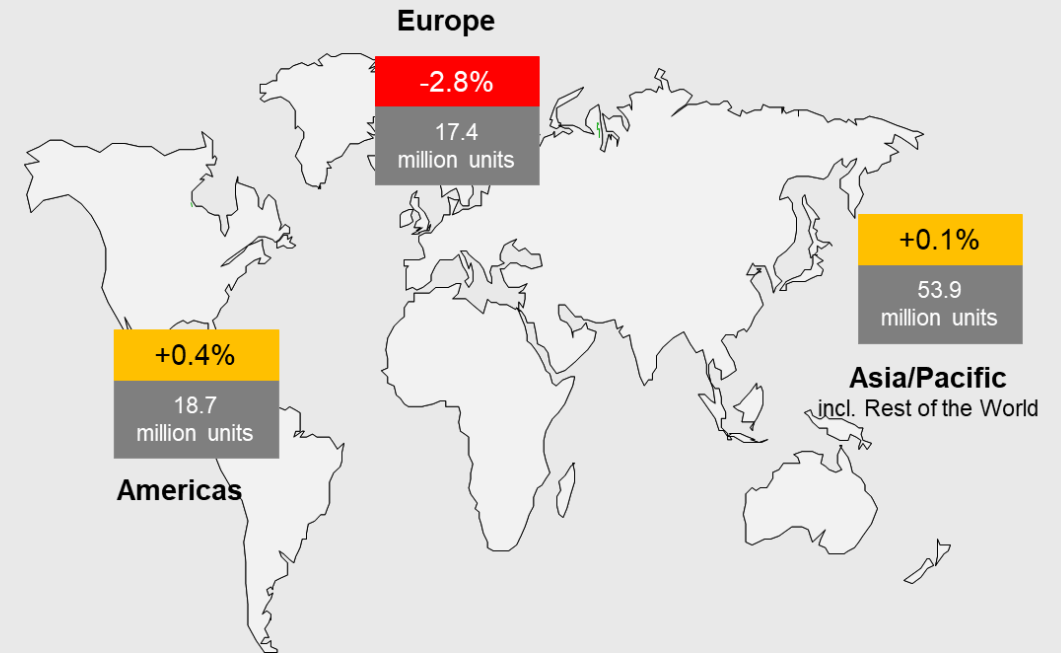 Europe
-2.8%
17.4
million units
+0.1%
53.9
million units
Asia/Pacific
incl. Rest of the World
+0.4%
18.7
million units
Americas